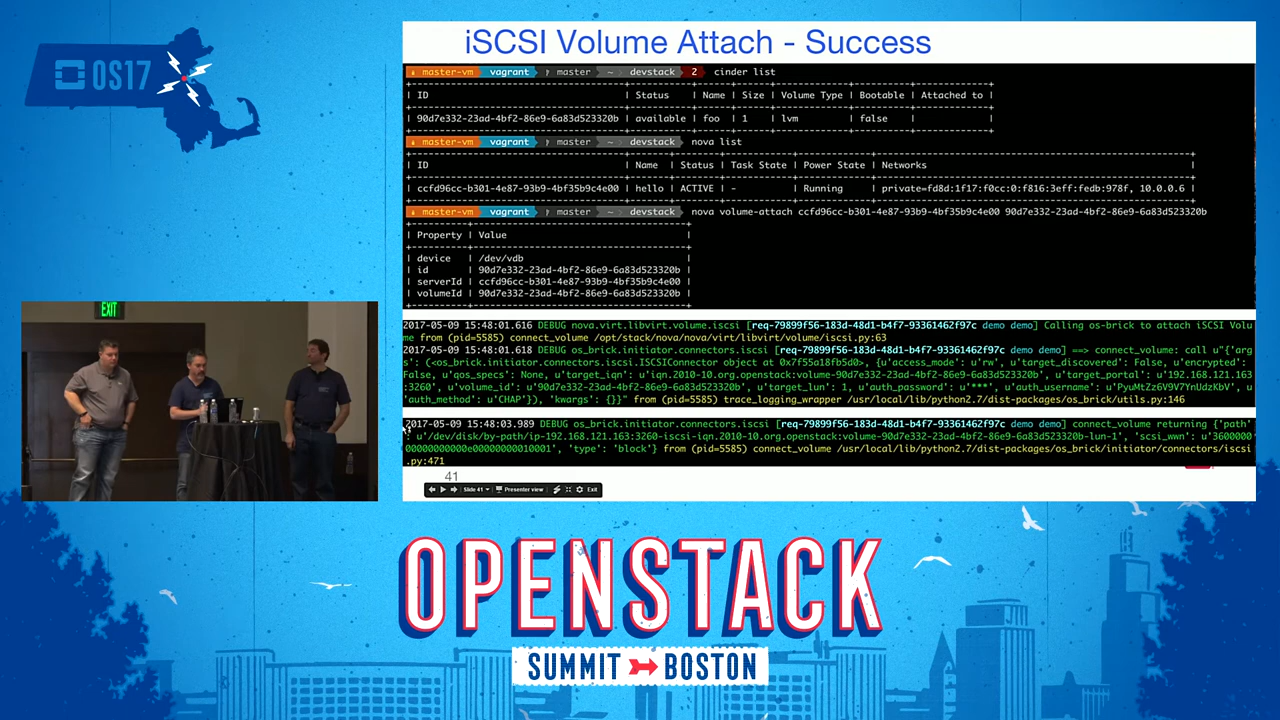 OS17
iSCSI Volume Attach - Success
master-vm vagrant master ~ devstack 2 cinder list
| ID | Status | Name | Size | Volume Type | Bootable | Attached to |
| 90d7e332-23ad-4bf2-86e9-6a83d523320b | available | foo | 1 | lvm | false | |
master-vm vagrant master ~ devstack nova list
| ID | Name | Status | Task State | Power State | Networks |
| ccfd96cc-b301-4e87-93b9-4bf35b9c4e00 | hello | ACTIVE | - | Running | private=fd8d:1f17:f0cc:0:f816:3eff:fedb:978f, 10.0.0.6 |
master-vm vagrant master ~ devstack nova volume-attach ccfd96cc-b301-4e87-93b9-4bf35b9c4e00 90d7e332-23ad-4bf2-86e9-6a83d523320b
| Property | Value |
| device | /dev/vdb |
| id | 90d7e332-23ad-4bf2-86e9-6a83d523320b |
| serverId | ccfd96cc-b301-4e87-93b9-4bf35b9c4e00 |
| volumeId | 90d7e332-23ad-4bf2-86e9-6a83d523320b |
2017-05-09 15:48:01.616 DEBUG nova.virt.libvirt.volume.iscsi [req-79899f56-183d-48d1-b4f7-93361462f97c demo demo] Calling os-brick to attach iSCSI Volu
me from (pid=5585) connect_volume /opt/stack/nova/nova/virt/libvirt/volume/iscsi.py:63
2017-05-09 15:48:01.618 DEBUG os_brick.initiator.connectors.iscsi [req-79899f56-183d-48d1-b4f7-93361462f97c demo demo] ==> connect_volume: call u"{'arg
s': (<os_brick.initiator.connectors.iscsi.ISCSIConnector object at 0x7f55a18fb5d0>, {u'access_mode': u'rw', u'target_discovered': False, u'encrypted':
False, u'qos_specs': None, u'target_iqn': u'iqn.2010-10.org.openstack:volume-90d7e332-23ad-4bf2-86e9-6a83d523320b', u'target_portal': u'192.168.121.163
:3260', u'volume_id': u'90d7e332-23ad-4bf2-86e9-6a83d523320b', u'target_lun': 1, u'auth_password': u'***', u'auth_username': u'PyuMtZz6V9V7YnUdzKbV',
u'auth_method': u'CHAP'}), 'kwargs': {}}" from (pid=5585) trace_logging_wrapper /usr/local/lib/python2.7/dist-packages/os_brick/utils.py:146
2017-05-09 15:48:03.989 DEBUG os_brick.initiator.connectors.iscsi [req-79899f56-183d-48d1-b4f7-93361462f97c demo demo] connect_volume returning {'path'
: u'/dev/disk/by-path/ip-192.168.121.163:3260-iscsi-iqn.2010-10.org.openstack:volume-90d7e332-23ad-4bf2-86e9-6a83d523320b-lun-1', 'scsi_wwn': u'3600000
'type': 'block'} from (pid=5585) connect_volume /usr/local/lib/python2.7/dist-packages/os_brick/initiator/connectors/iscsi
.py:471
41
Slide 41 Presenter view Exit
EXIT
OPENSTACK
SUMMIT BOSTON